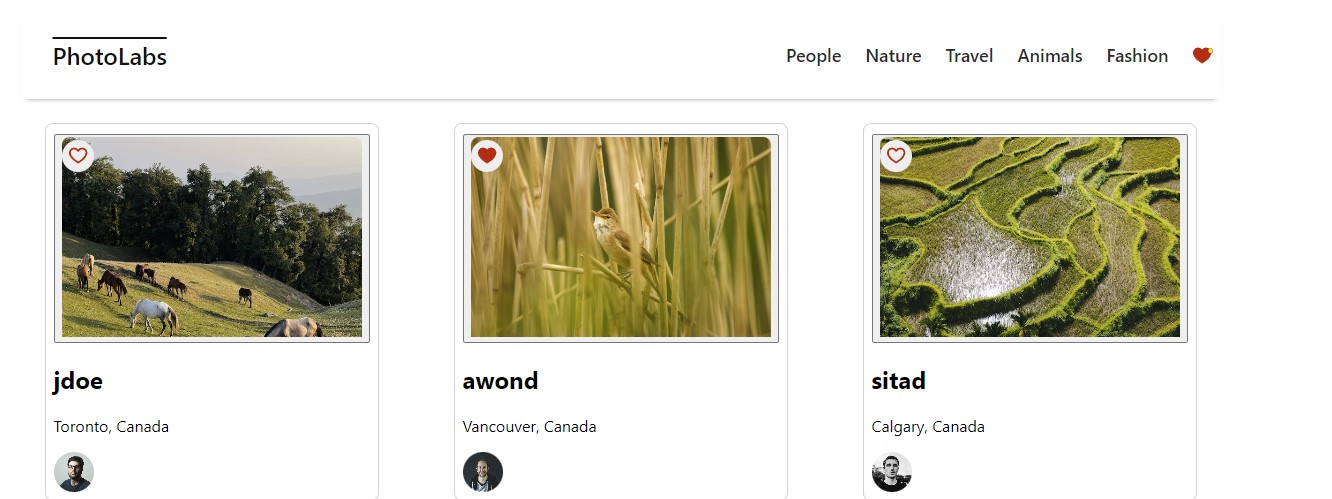 PhotoLabs
People Nature Travel Animals Fashion
jdoe
Toronto, Canada
awond
Vancouver, Canada
sitad
Calgary, Canada